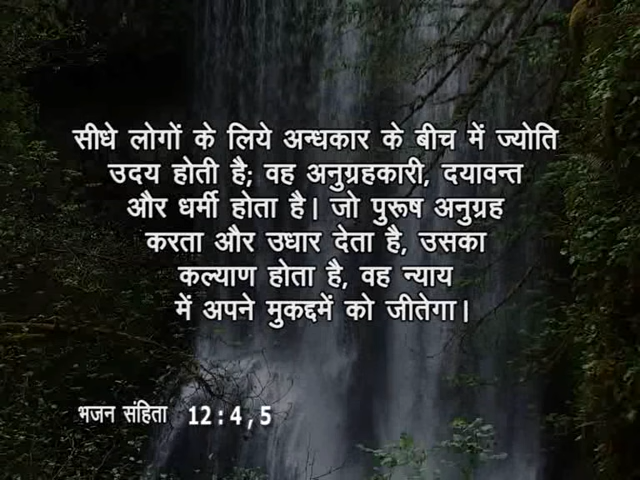 सीधे लोगों के लिये अन्धकार के बीच में ज्योति
उदय होती है; वह अनुग्रहकारी, दयावन्त
और धर्मी होता है। जो पुरूष अनुग्रह
करता और उधार देता है, उसका
कल्याण होता है, वह न्याय
में अपने मुकद्दमें को जीतेगा।
भजन संहिता 12:4,5